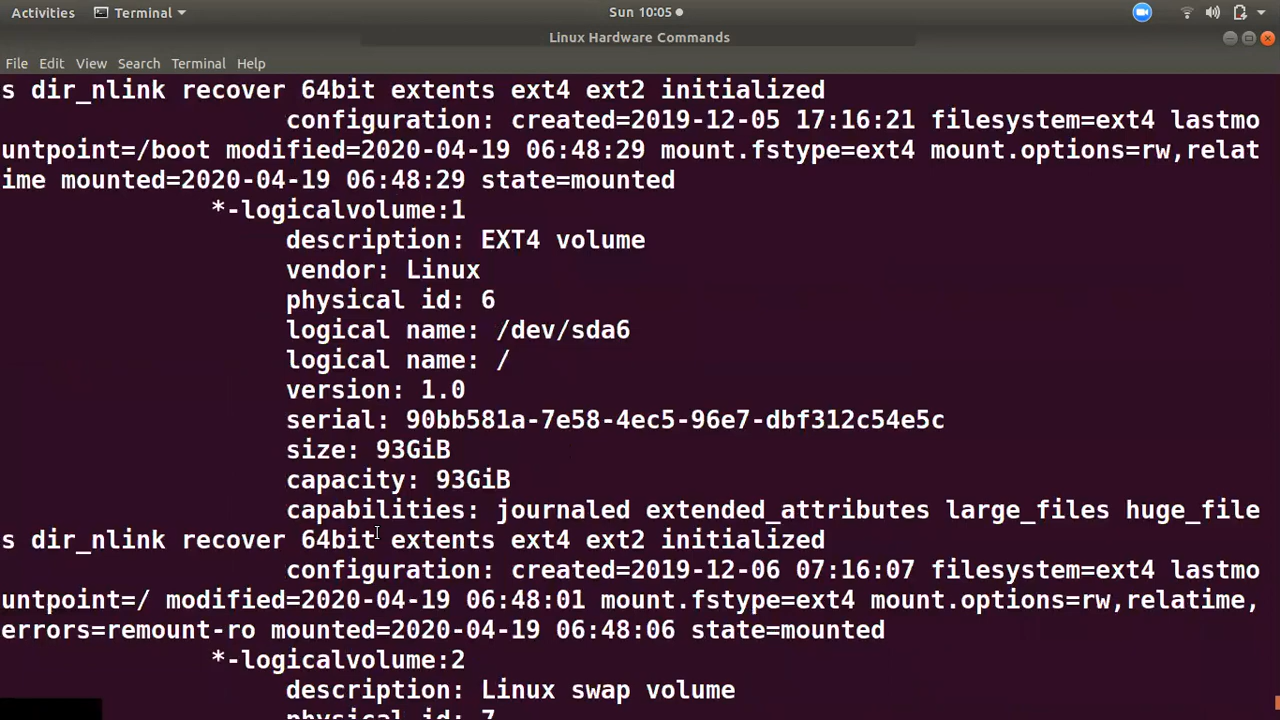 Activities Terminal Sun 10:05
Linux Hardware Commands
File Edit View Search Terminal Help
s dir_nlink recover 64bit extents ext4 ext2 initialized
configuration: created=2019-12-05 17:16:21 filesystem=ext4 lastmo
untpoint=/boot modified=2020-04-19 06:48:29 mount.fstype=ext4 mount.options=rw,relat
ime mounted=2020-04-19 06:48:29 state=mounted
*-logicalvolume:1
description: EXT4 volume
vendor: Linux
physical id: 6
logical name: /dev/sda6
logical name: /
version: 1.0
serial: 90bb581a-7e58-4ec5-96e7-dbf312c54e5c
size: 93GiB
capacity: 93GiB
capabilities: journaled extended_attributes large_files huge_file
s dir_nlink recover 64bit extents ext4 ext2 initialized
configuration: created=2019-12-06 07:16:07 filesystem=ext4 lastmo
untpoint=/ modified=2020-04-19 06:48:01 mount.fstype=ext4 mount.options=rw,relatime,
errors=remount-ro mounted=2020-04-19 06:48:06 state=mounted
*-logicalvolume:2
description: Linux swap volume
physical id: 7